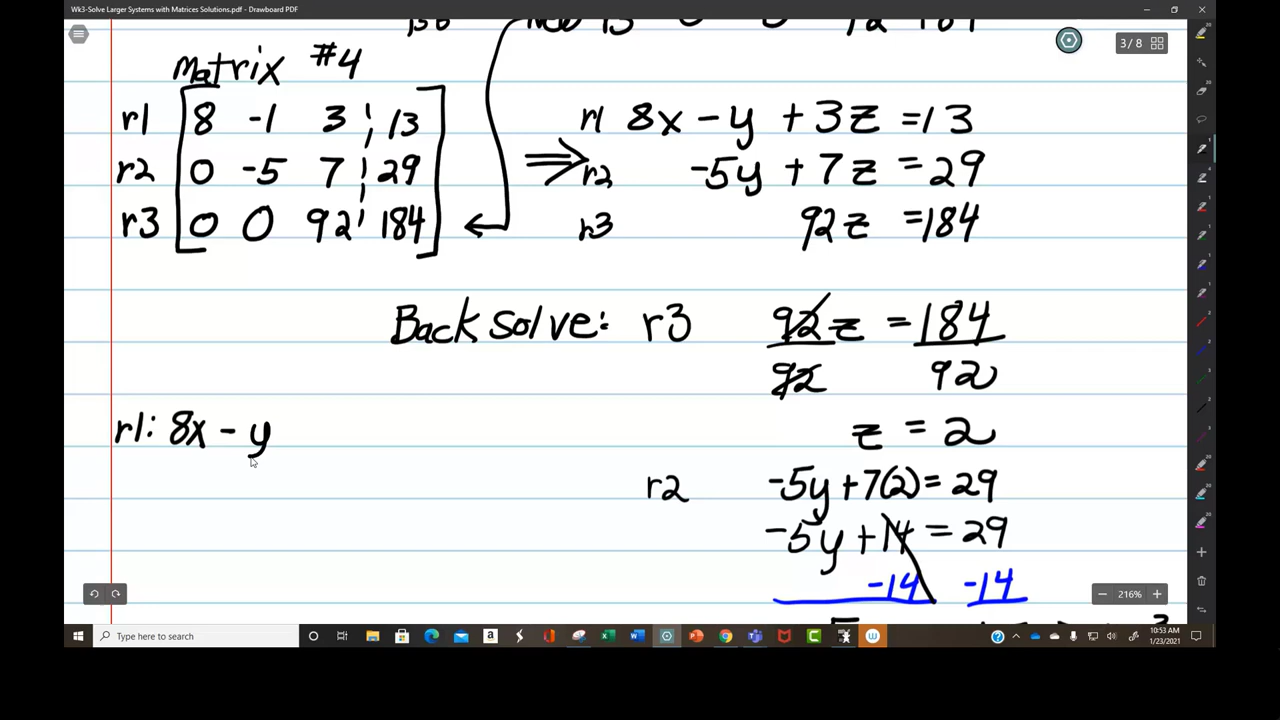 Wk3-Solve Larger Systems with Matrices Solutions.pdf - Drawboard PDF
3 / 8
Matrix #4
r1 8 -1 3 13
r2 0 -5 7 29
r3 0 0 92 184
r1 8x - y + 3z = 13
⇒ r2 -5y + 7z = 29
r3 92z = 184
Back solve: r3 92z = 184
92 92
z = 2
r1: 8x - y
r2 -5y + 7(2) = 29
-5y + 14 = 29
-14 -14
216%
Type here to search
10:53 AM
1/23/2021